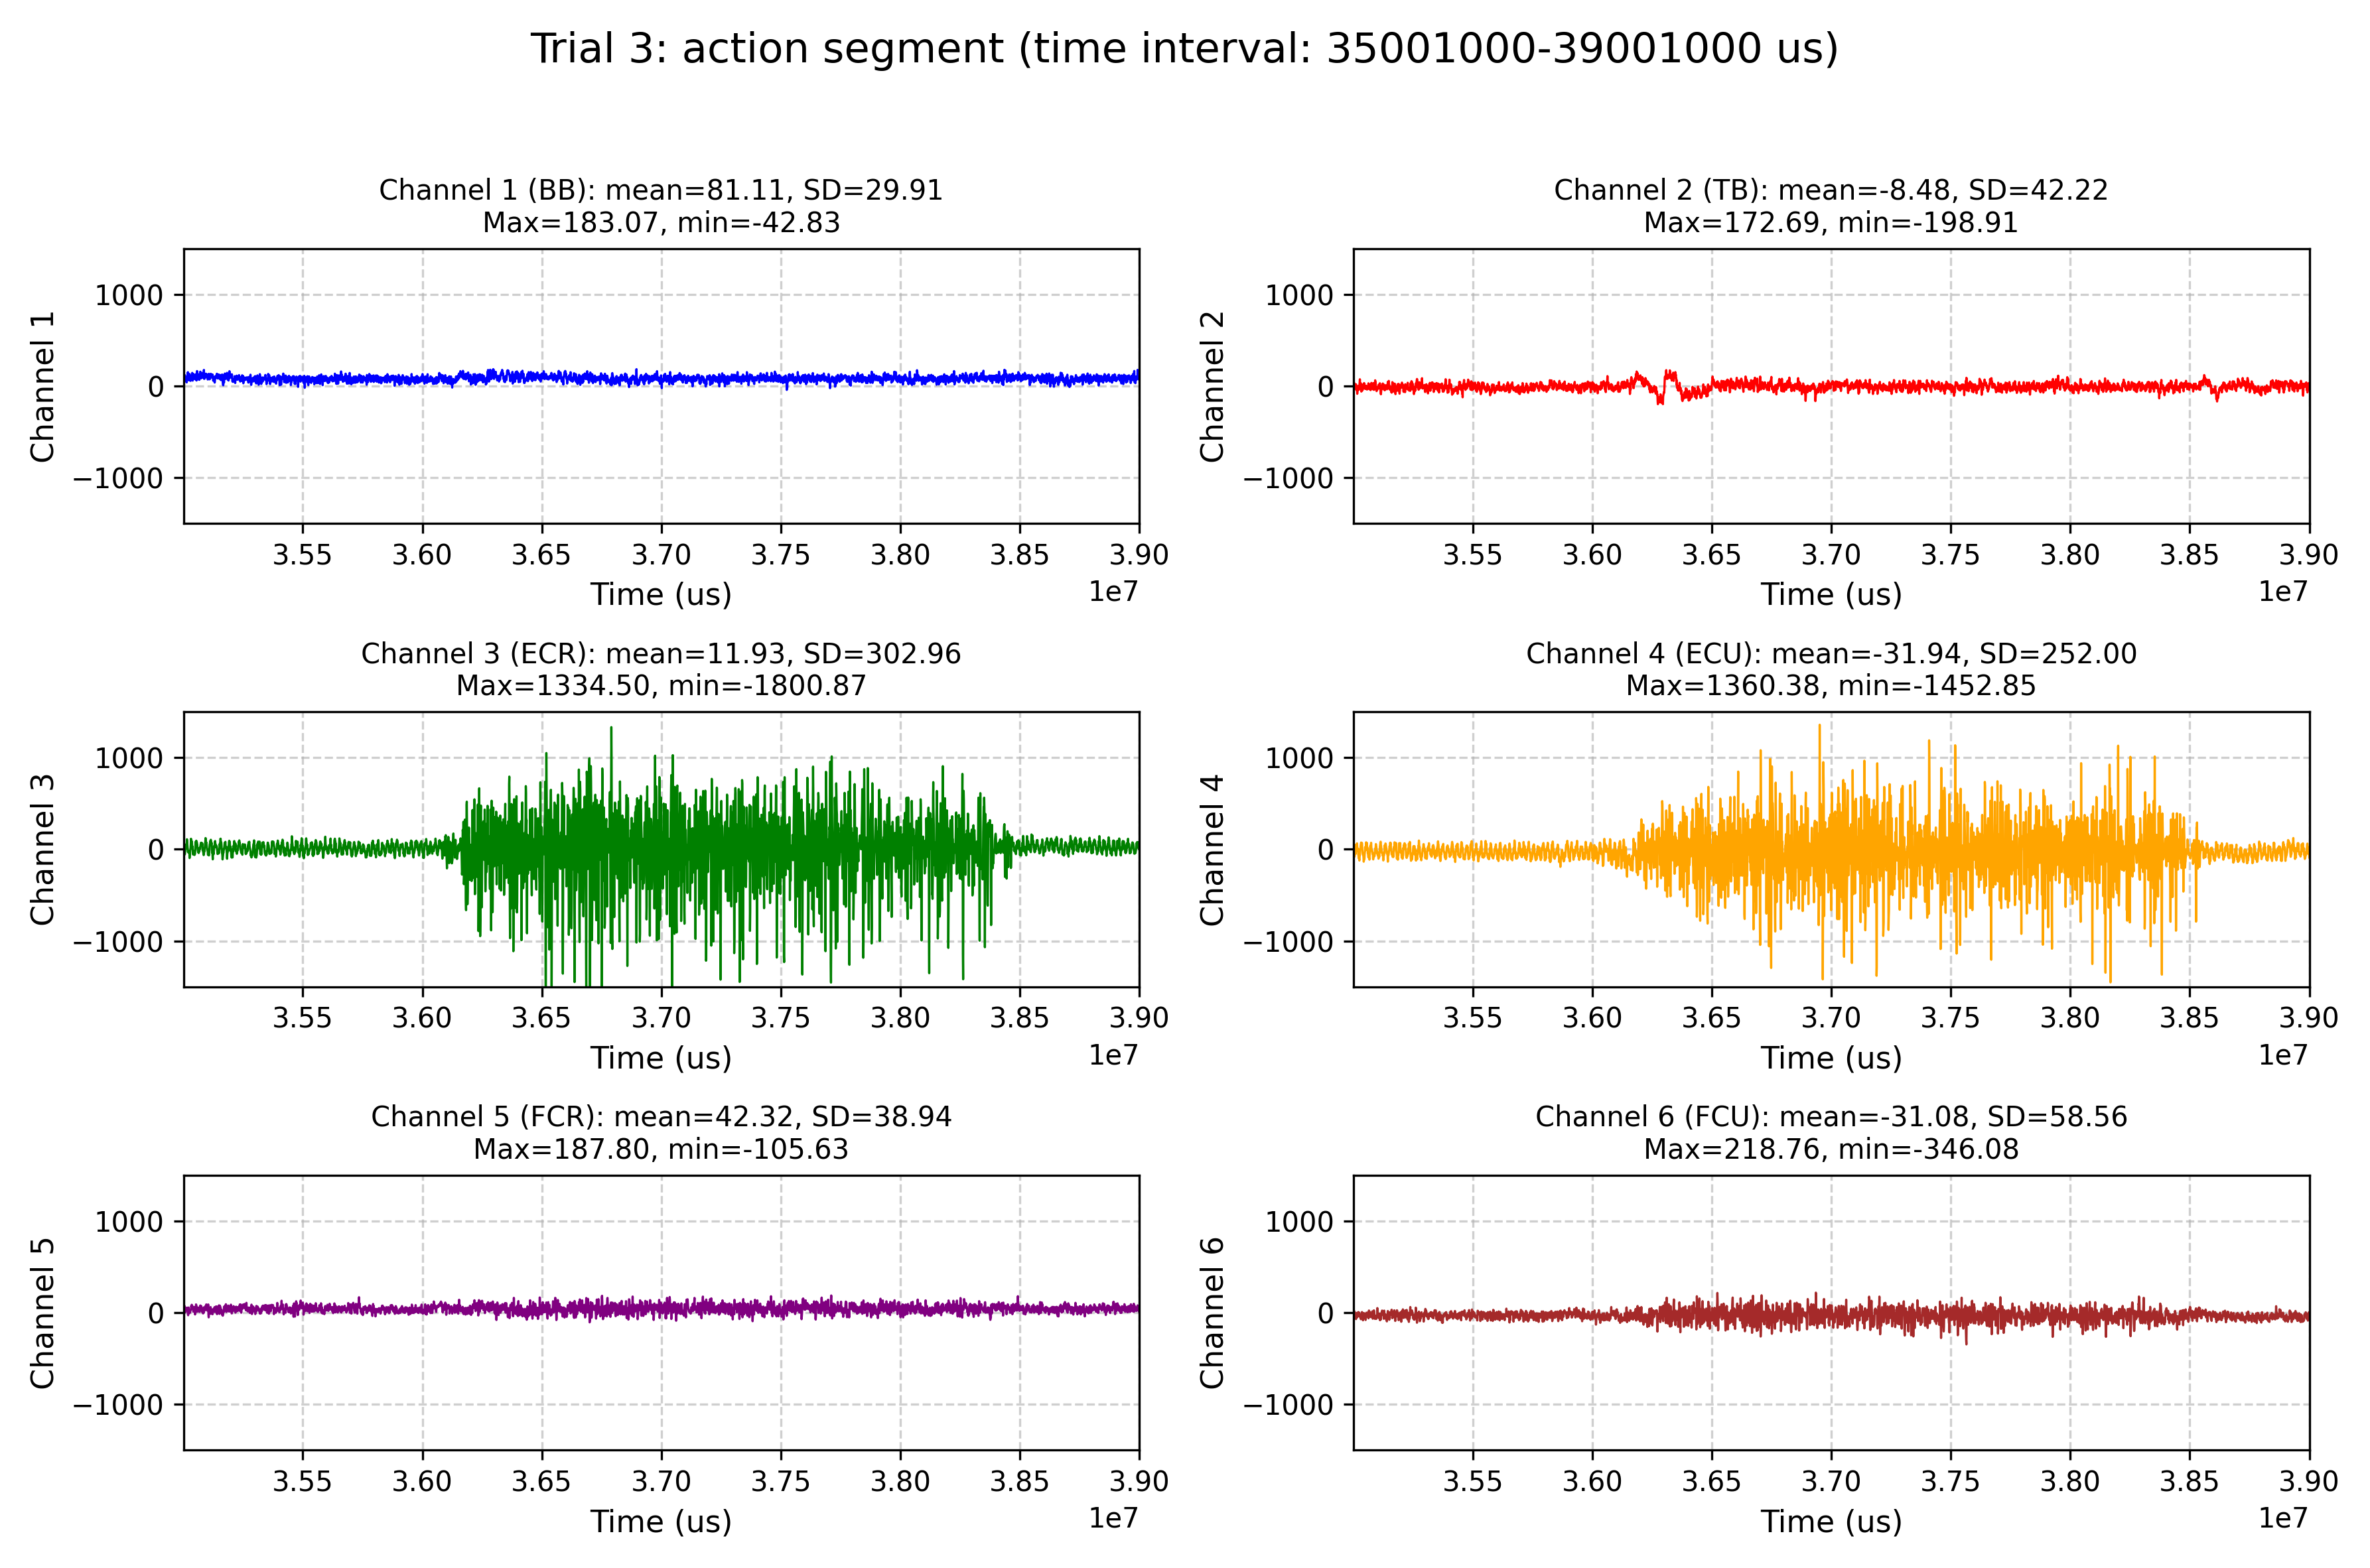 Trial 3: action segment (time interval: 35001000-39001000 us)
Channel 1 (BB): mean=81.11, SD=29.91
Max=183.07, min=-42.83
Channel 1
1000
0
−1000
3.55 3.60 3.65 3.70 3.75 3.80 3.85 3.90
Time (us)
1e7
Channel 2 (TB): mean=-8.48, SD=42.22
Max=172.69, min=-198.91
Channel 2
1000
0
−1000
3.55 3.60 3.65 3.70 3.75 3.80 3.85 3.90
Time (us)
1e7
Channel 3 (ECR): mean=11.93, SD=302.96
Max=1334.50, min=-1800.87
Channel 3
1000
0
−1000
3.55 3.60 3.65 3.70 3.75 3.80 3.85 3.90
Time (us)
1e7
Channel 4 (ECU): mean=-31.94, SD=252.00
Max=1360.38, min=-1452.85
Channel 4
1000
0
−1000
3.55 3.60 3.65 3.70 3.75 3.80 3.85 3.90
Time (us)
1e7
Channel 5 (FCR): mean=42.32, SD=38.94
Max=187.80, min=-105.63
Channel 5
1000
0
−1000
3.55 3.60 3.65 3.70 3.75 3.80 3.85 3.90
Time (us)
1e7
Channel 6 (FCU): mean=-31.08, SD=58.56
Max=218.76, min=-346.08
Channel 6
1000
0
−1000
3.55 3.60 3.65 3.70 3.75 3.80 3.85 3.90
Time (us)
1e7